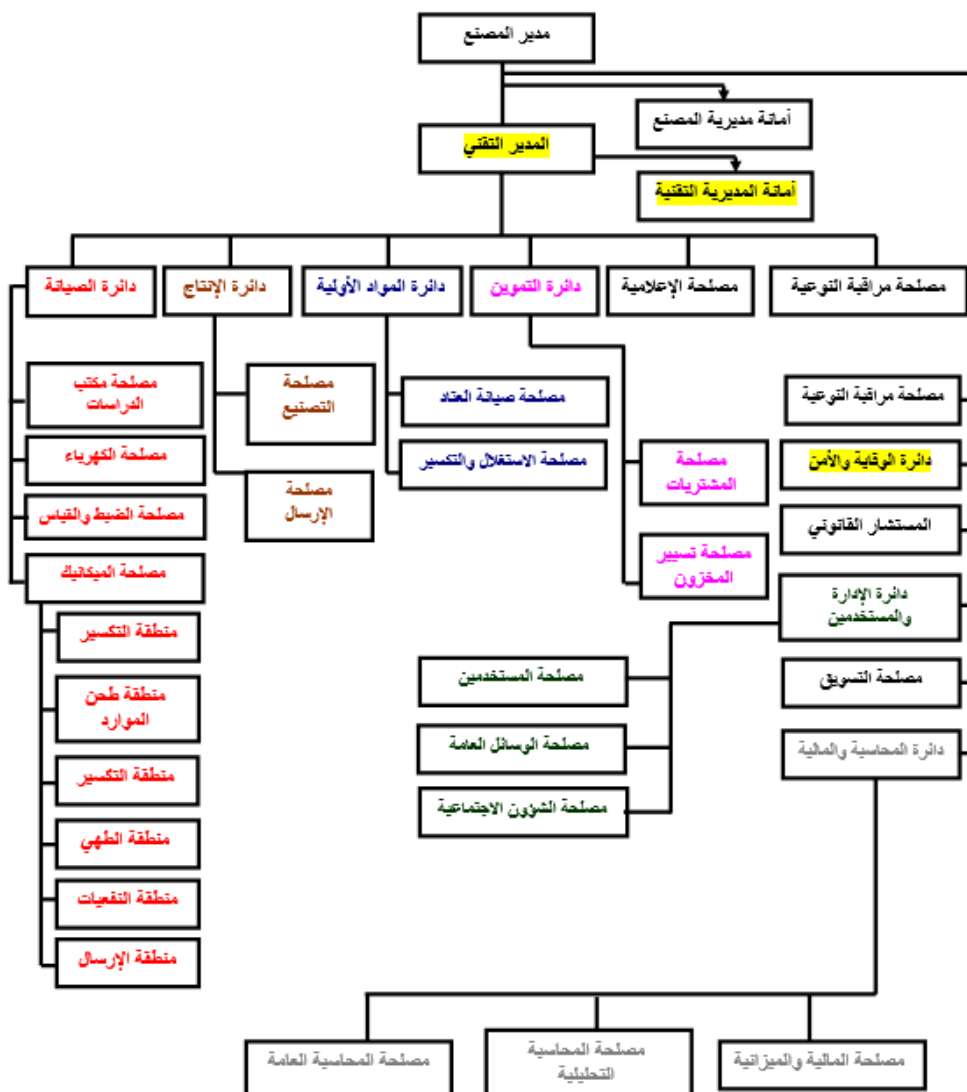 مدير المصنع
أمانة مديرية المصنع
المدير التقني
أمانة المديرية التقنية
مصلحة مراقبة النوعية
مصلحة الإعلامية
دائرة التموين
دائرة المواد الأولية
دائرة الإنتاج
دائرة الصيانة
مصلحة مراقبة النوعية
دائرة الوقاية والأمن
المستشار القانوني
دائرة الإدارة
والمستخدمين
مصلحة التسويق
دائرة المحاسبة والمالية
مصلحة
المشتريات
مصلحة تسيير
المخزون
مصلحة صيانة العتاد
مصلحة الاستغلال والتكسير
مصلحة
التصنيع
مصلحة
الإرسال
مصلحة مكتب
الدراسات
مصلحة الكهرباء
مصلحة الضبط والقياس
مصلحة الميكانيك
منطقة التكسير
منطقة طحن
الموارد
منطقة التكسير
منطقة الطهي
منطقة النفعيات
منطقة الإرسال
مصلحة المستخدمين
مصلحة الوسائل العامة
مصلحة الشؤون الاجتماعية
مصلحة المالية والميزانية
مصلحة المحاسبة
التحليلية
مصلحة المحاسبة العامة